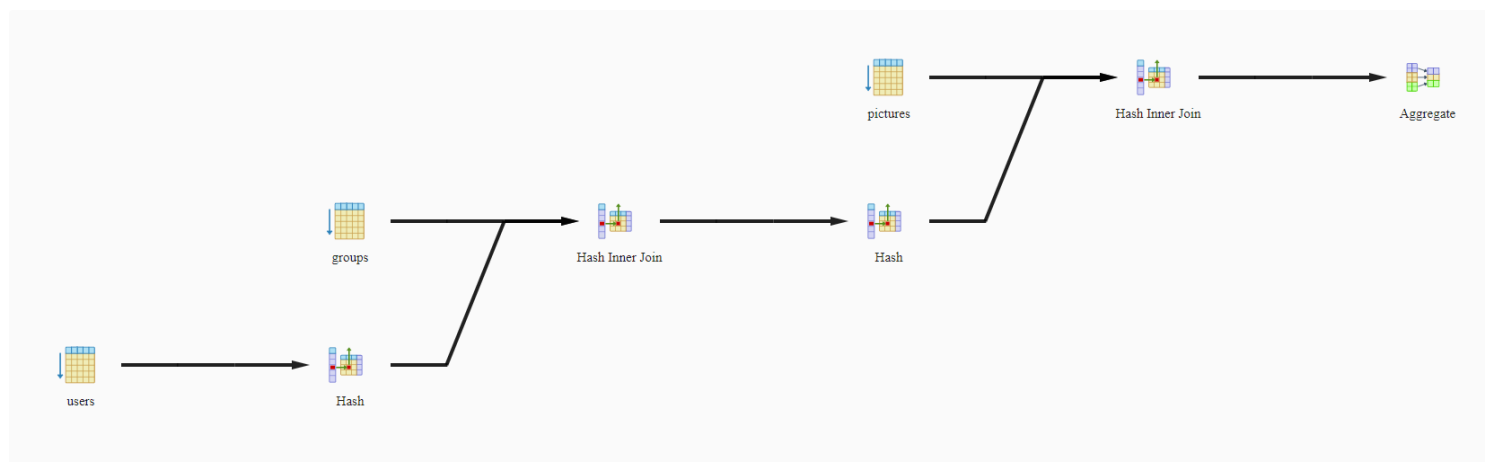 pictures
Hash Inner Join
Aggregate
groups
Hash Inner Join
Hash
users
Hash